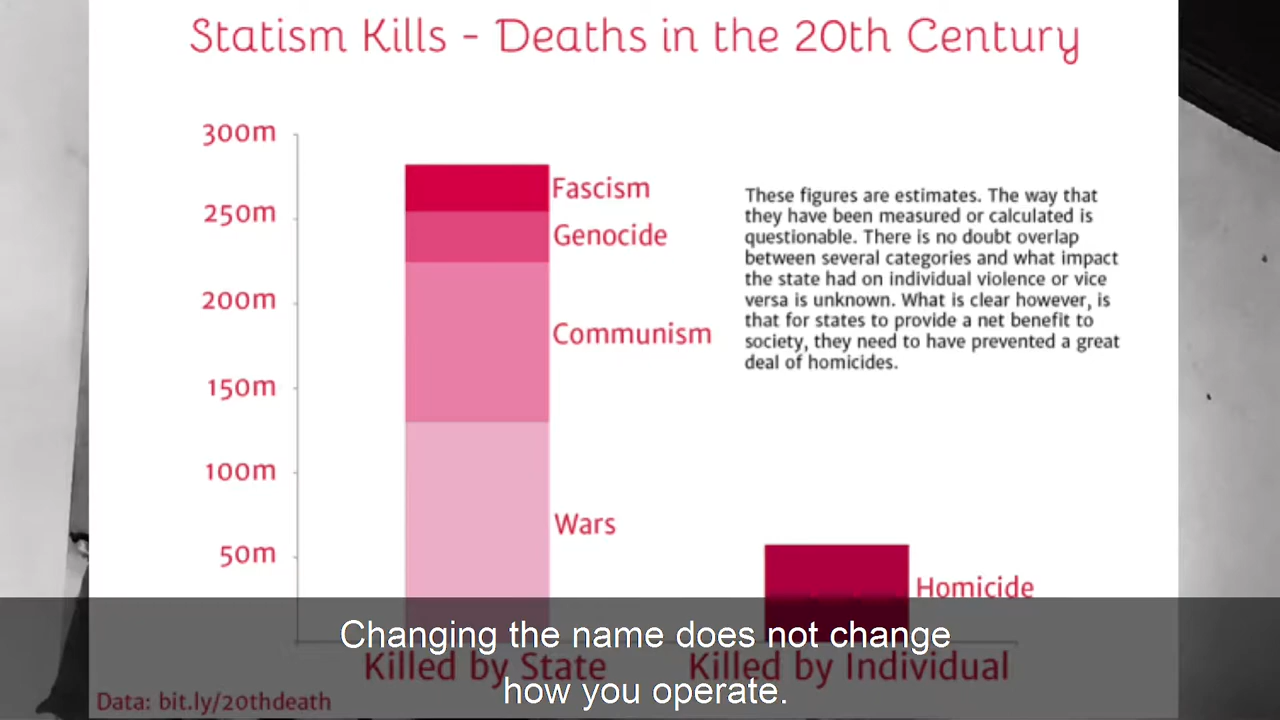 Statism Kills - Deaths in the 20th Century
300m
250m
200m
150m
100m
50m
Fascism
Genocide
Communism
Wars
These figures are estimates. The way that
they have been measured or calculated is
questionable. There is no doubt overlap
between several categories and what impact
the state had on individual violence or vice
versa is unknown. What is clear however, is
that for states to provide a net benefit to
society, they need to have prevented a great
deal of homicides.
Homicide
Killed by State
Killed by Individual
Data: bit.ly/20thdeath
Changing the name does not change
how you operate.